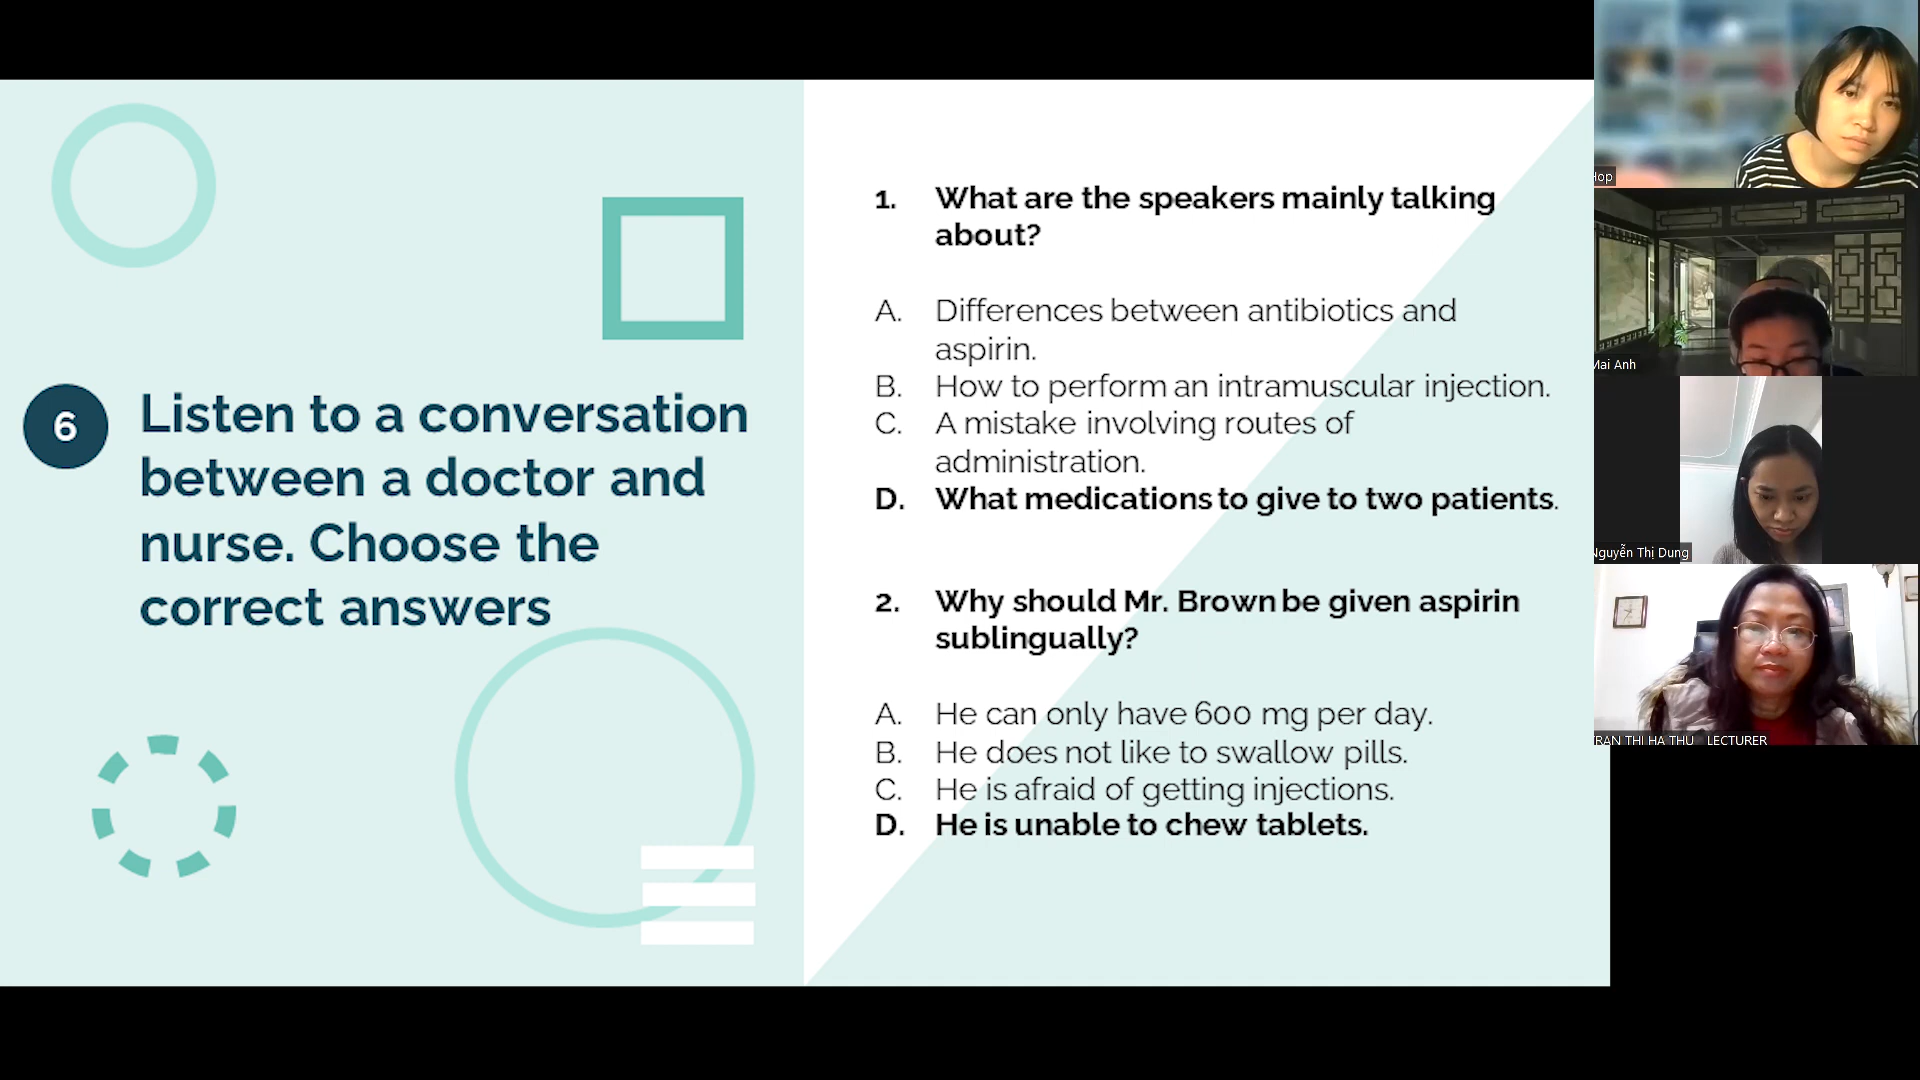 6
Listen to a conversation
between a doctor and
nurse. Choose the
correct answers
1. What are the speakers mainly talking
about?
A. Differences between antibiotics and
aspirin.
B. How to perform an intramuscular injection.
C. A mistake involving routes of
administration.
D. What medications to give to two patients.
2. Why should Mr. Brown be given aspirin
sublingually?
A. He can only have 600 mg per day.
B. He does not like to swallow pills.
C. He is afraid of getting injections.
D. He is unable to chew tablets.
Hop
Mai Anh
Nguyễn Thị Dung
TRAN THI HA THU_ LECTURER